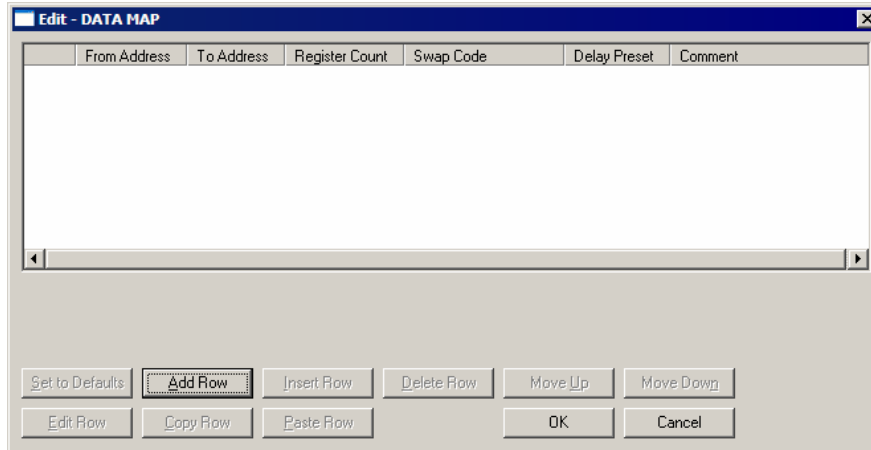 Edit - DATA MAP
From Address To Address Register Count Swap Code Delay Preset Comment
Set to Defaults Add Row Insert Row Delete Row Move Up Move Down
Edit Row Copy Row Paste Row OK Cancel